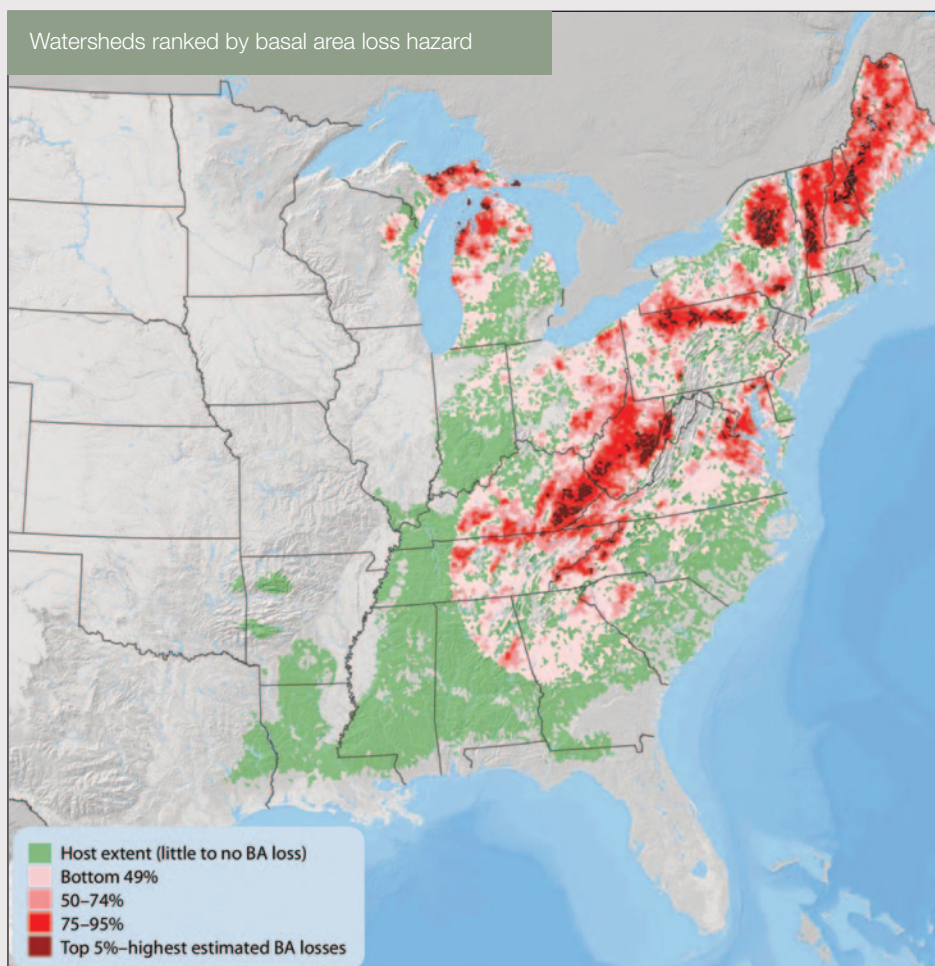 Watersheds ranked by basal area loss hazard
Host extent (little to no BA loss)
Bottom 49%
50–74%
75–95%
Top 5%–highest estimated BA losses